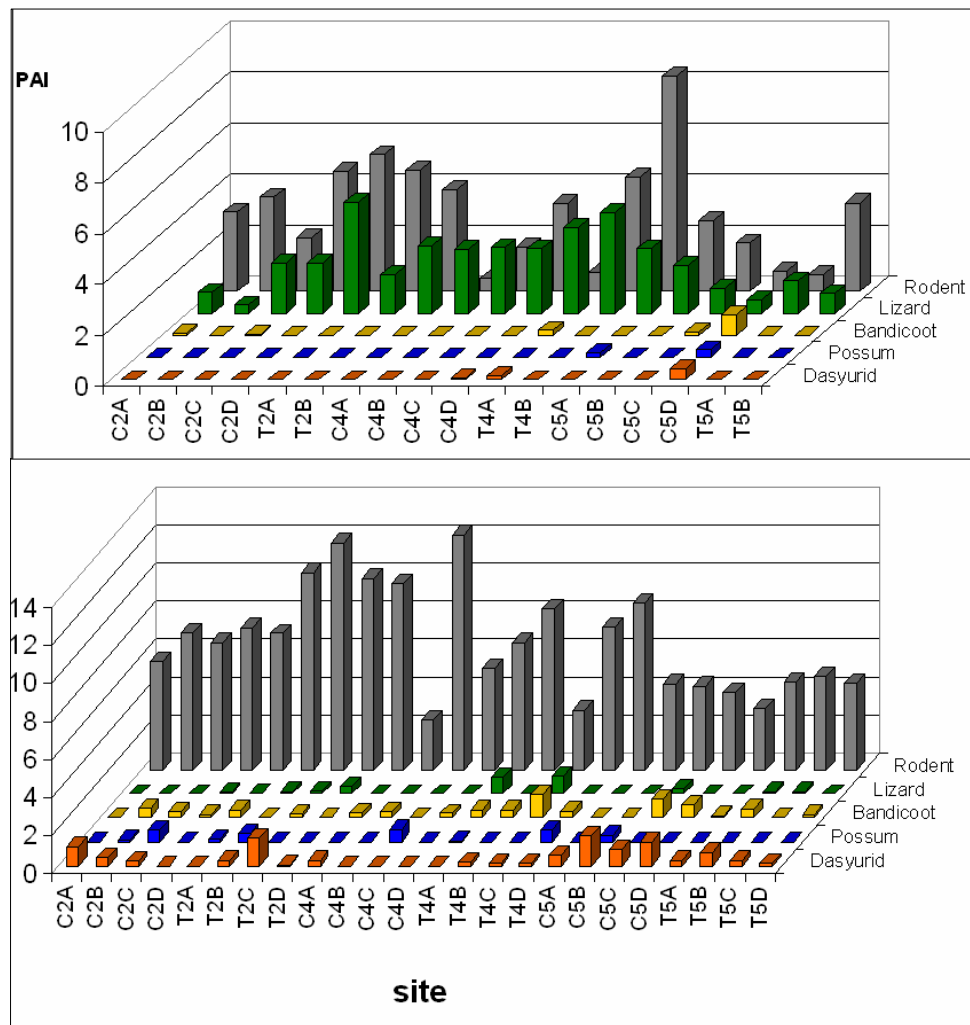 PAI
10
8
6
4
2
0
Rodent
Lizard
Bandicoot
Possum
Dasyurid
C2A C2B C2C C2D T2A T2B C4A C4B C4C C4D T4A T4B C5A C5B C5C C5D T5A T5B
14
12
10
8
6
4
2
0
Rodent
Lizard
Bandicoot
Possum
Dasyurid
C2A C2B C2C C2D T2A T2B T2C T2D C4A C4B C4C C4D T4A T4B T4C T4D C5A C5B C5C C5D T5A T5B T5C T5D
site